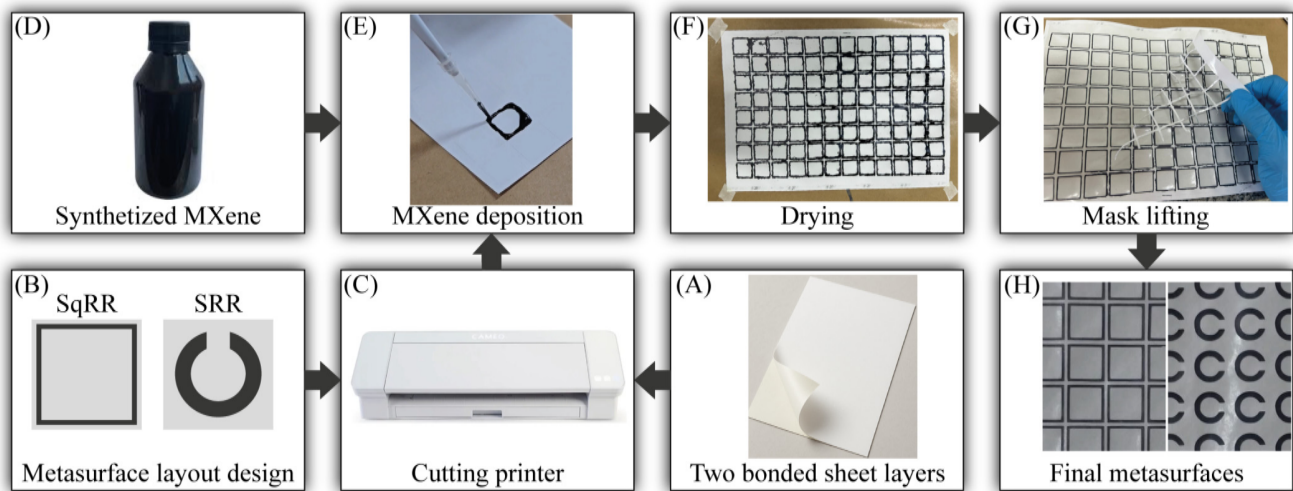 (D)
Synthetized MXene
(E)
MXene deposition
(F)
Drying
(G)
Mask lifting
(B)
SqRR
SRR
Metasurface layout design
(C)
Cutting printer
(A)
Two bonded sheet layers
(H)
Final metasurfaces